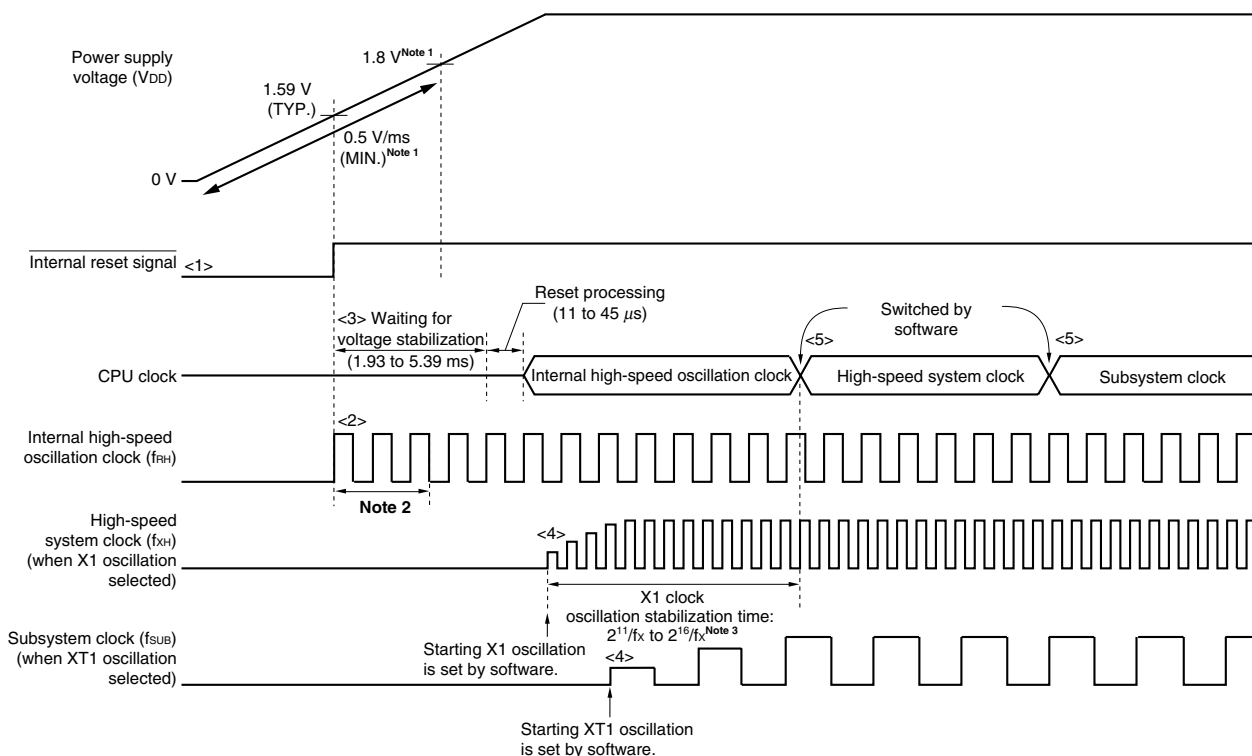 Power supply
voltage (VDD)
1.8 V Note 1
1.59 V
(TYP.)
0.5 V/ms
(MIN.) Note 1
0 V
Internal reset signal
<1>
Reset processing
(11 to 45 μs)
<3> Waiting for
voltage stabilization
(1.93 to 5.39 ms)
Switched by
software
<5>
<5>
CPU clock
Internal high-speed oscillation clock
High-speed system clock
Subsystem clock
<2>
Internal high-speed
oscillation clock (fRH)
Note 2
High-speed
system clock (fXH)
(when X1 oscillation
selected)
<4>
X1 clock
oscillation stabilization time:
2^11/fX to 2^16/fX Note 3
Starting X1 oscillation
is set by software.
Subsystem clock (fSUB)
(when XT1 oscillation
selected)
<4>
Starting XT1 oscillation
is set by software.